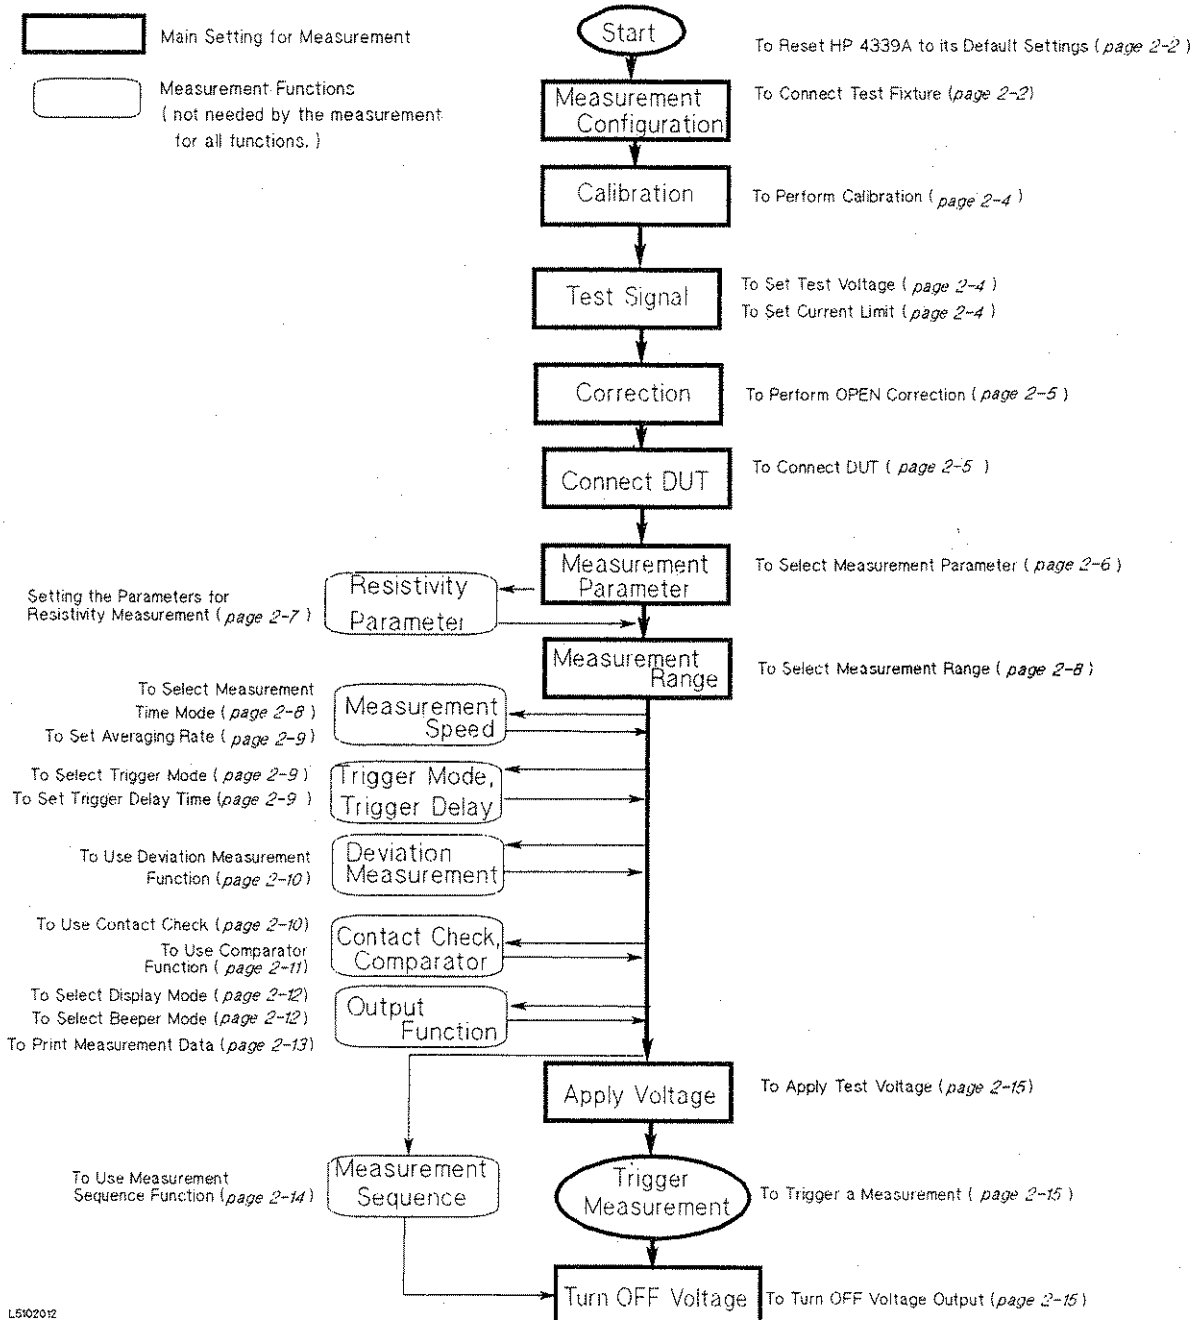 Main Setting for Measurement
Measurement Functions
( not needed by the measurement
for all functions. )
Start
To Reset HP 4339A to its Default Settings ( page 2-2 )
Measurement
Configuration
To Connect Test Fixture (page 2-2)
Calibration
To Perform Calibration ( page 2-4 )
Test Signal
To Set Test Voltage ( page 2-4 )
To Set Current Limit ( page 2-4 )
Correction
To Perform OPEN Correction ( page 2-5 )
Connect DUT
To Connect DUT ( page 2-5 )
Measurement
Parameter
To Select Measurement Parameter ( page 2-6 )
Setting the Parameters for
Resistivity Measurement ( page 2-7 )
Resistivity
Parameter
Measurement
Range
To Select Measurement Range ( page 2-8 )
To Select Measurement
Time Mode ( page 2-8 )
To Set Averaging Rate ( page 2-9 )
Measurement
Speed
To Select Trigger Mode ( page 2-9 )
To Set Trigger Delay Time (page 2-9 )
Trigger Mode,
Trigger Delay
To Use Deviation Measurement
Function (page 2-10)
Deviation
Measurement
To Use Contact Check (page 2-10)
To Use Comparator
Function ( page 2-11)
Contact Check,
Comparator
To Select Display Mode ( page 2-12)
To Select Beeper Mode (page 2-12)
To Print Measurement Data (page 2-13)
Output
Function
Apply Voltage
To Apply Test Voltage ( page 2-15)
To Use Measurement
Sequence Function (page 2-14)
Measurement
Sequence
Trigger
Measurement
To Trigger a Measurement ( page 2-15 )
Turn OFF Voltage
To Turn OFF Voltage Output (page 2-15 )
L5102012